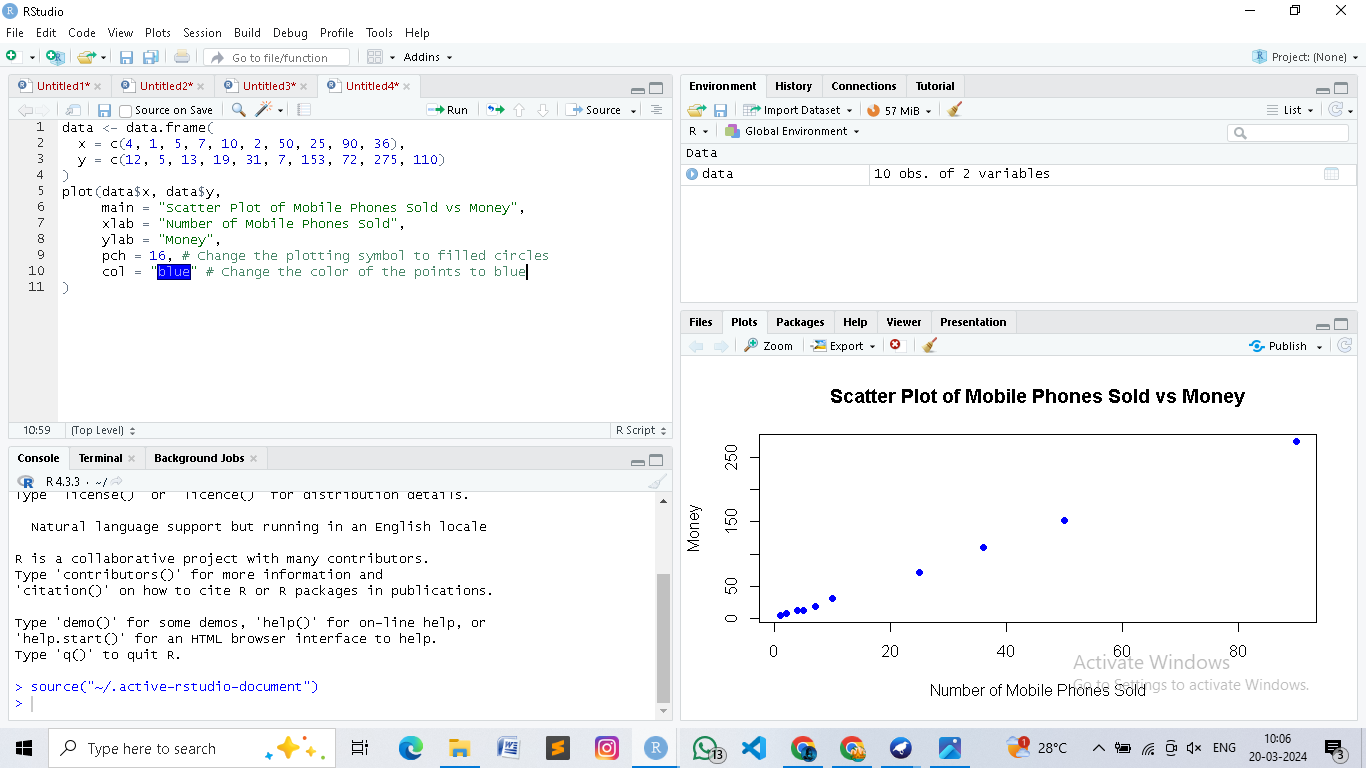 RStudio
File Edit Code View Plots Session Build Debug Profile Tools Help
Go to file/function Addins Project: (None)
Untitled1* Untitled2* Untitled3* Untitled4*
Source on Save Run Source
1 data <- data.frame(
2 x = c(4, 1, 5, 7, 10, 2, 50, 25, 90, 36),
3 y = c(12, 5, 13, 19, 31, 7, 153, 72, 275, 110)
4 )
5 plot(data$x, data$y,
6 main = "Scatter Plot of Mobile Phones Sold vs Money",
7 xlab = "Number of Mobile Phones Sold",
8 ylab = "Money",
9 pch = 16, # Change the plotting symbol to filled circles
10 col = "blue" # Change the color of the points to blue
11 )
10:59 (Top Level) R Script
Console Terminal Background Jobs
R 4.3.3 · ~/
Type 'license()' or 'licence()' for distribution details.
Natural language support but running in an English locale
R is a collaborative project with many contributors.
Type 'contributors()' for more information and
'citation()' on how to cite R or R packages in publications.
Type 'demo()' for some demos, 'help()' for on-line help, or
'help.start()' for an HTML browser interface to help.
Type 'q()' to quit R.
> source("~/.active-rstudio-document")
>
Environment History Connections Tutorial
Import Dataset 57 MiB List
R Global Environment
Data
data 10 obs. of 2 variables
Files Plots Packages Help Viewer Presentation
Zoom Export Publish
Scatter Plot of Mobile Phones Sold vs Money
Money
250
150
50
0
0 20 40 60 80
Number of Mobile Phones Sold
Activate Windows
Go to Settings to activate Windows.
Type here to search
13
28°C
ENG
10:06
20-03-2024
3